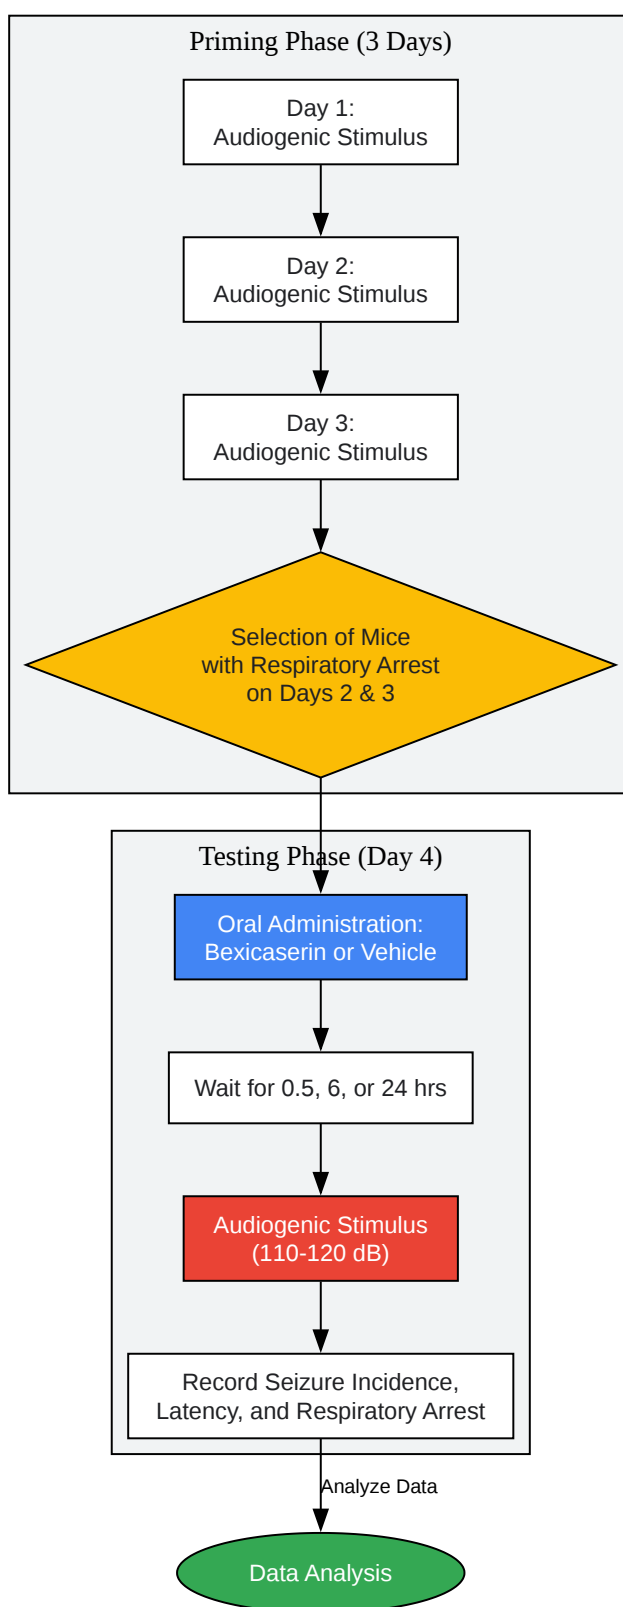 Priming Phase (3 Days)
Day 1:
Audiogenic Stimulus
Day 2:
Audiogenic Stimulus
Day 3:
Audiogenic Stimulus
Selection of Mice
with Respiratory Arrest
on Days 2 & 3
Testing Phase (Day 4)
Oral Administration:
Bexicaserin or Vehicle
Wait for 0.5, 6, or 24 hrs
Audiogenic Stimulus
(110-120 dB)
Record Seizure Incidence,
Latency, and Respiratory Arrest
Analyze Data
Data Analysis